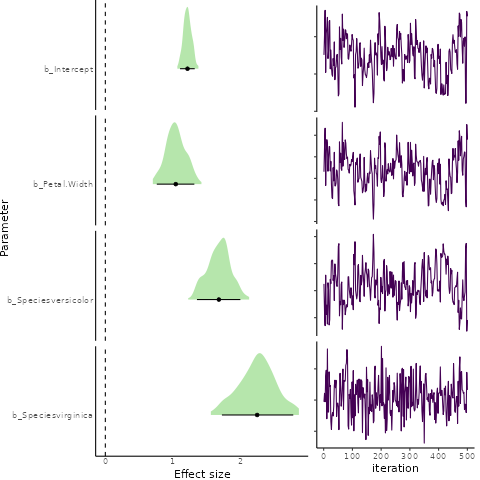 Parameter
b_Intercept
b_Petal.Width
b_Speciesversicolor
b_Speciesvirginica
0 1 2
Effect size
0 100 200 300 400 500
iteration